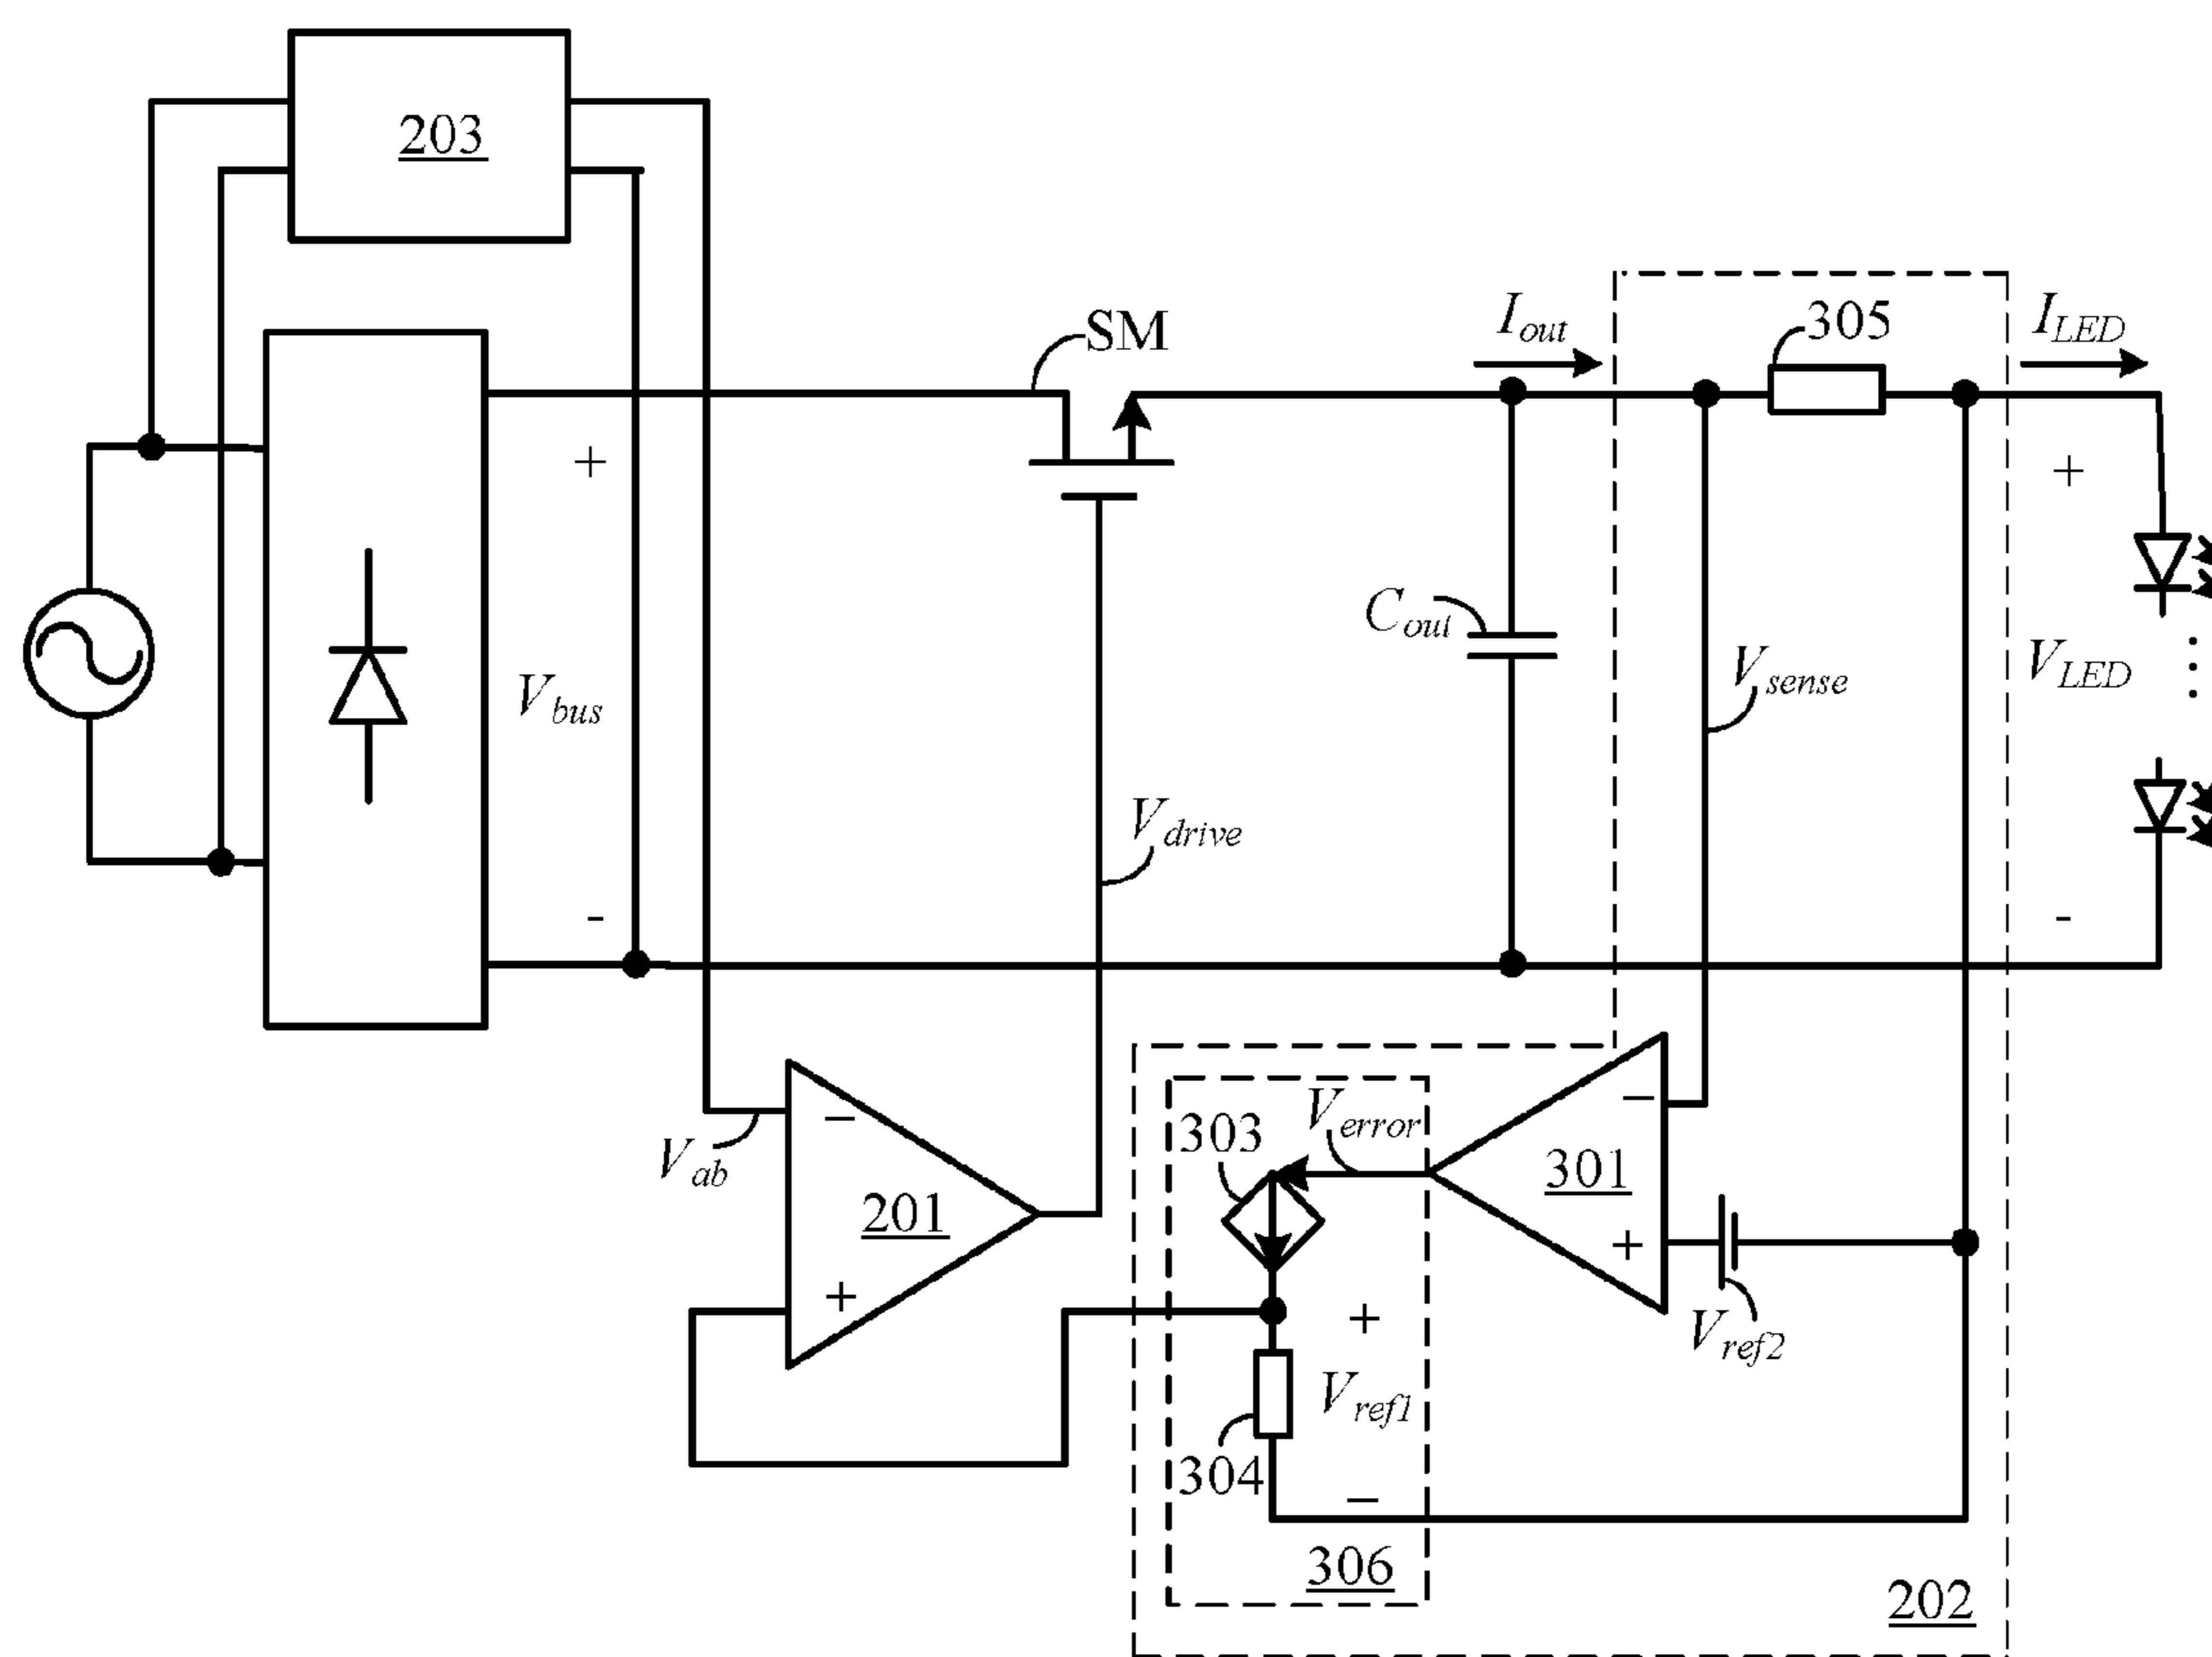 203
SM
I_out
305
I_LED
+
+
C_out
V_sense
V_LED
V_bus
V_drive
-
-
V_ab
−
201
+
303
V_error
−
301
+
V_ref2
+
V_ref1
304
−
306
202